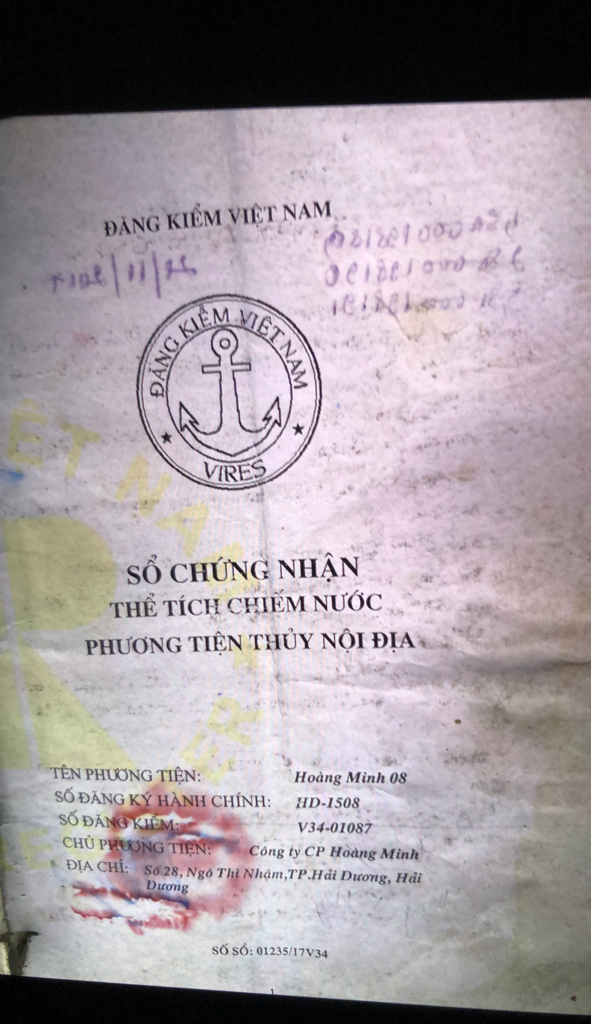 ĐĂNG KIỂM VIỆT NAM
ĐĂNG KIỂM VIỆT NAM
VIRES
SỔ CHỨNG NHẬN
THỂ TÍCH CHIẾM NƯỚC
PHƯƠNG TIỆN THỦY NỘI ĐỊA
TÊN PHƯƠNG TIỆN: Hoàng Minh 08
SỐ ĐĂNG KÝ HÀNH CHÍNH: HD-1508
SỐ ĐĂNG KIỂM: V34-01087
CHỦ PHƯƠNG TIỆN: Công ty CP Hoàng Minh
ĐỊA CHỈ: Số 28, Ngô Thì Nhậm,TP.Hải Dương, Hải
Dương
SỐ SỔ: 01235/17V34
1